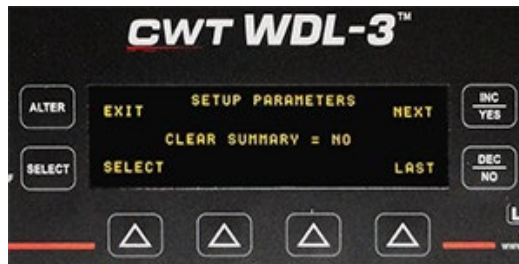 CWT WDL-3™
ALTER
EXIT
SETUP PARAMETERS
NEXT
INC
YES
CLEAR SUMMARY = NO
SELECT
SELECT
LAST
DEC
NO